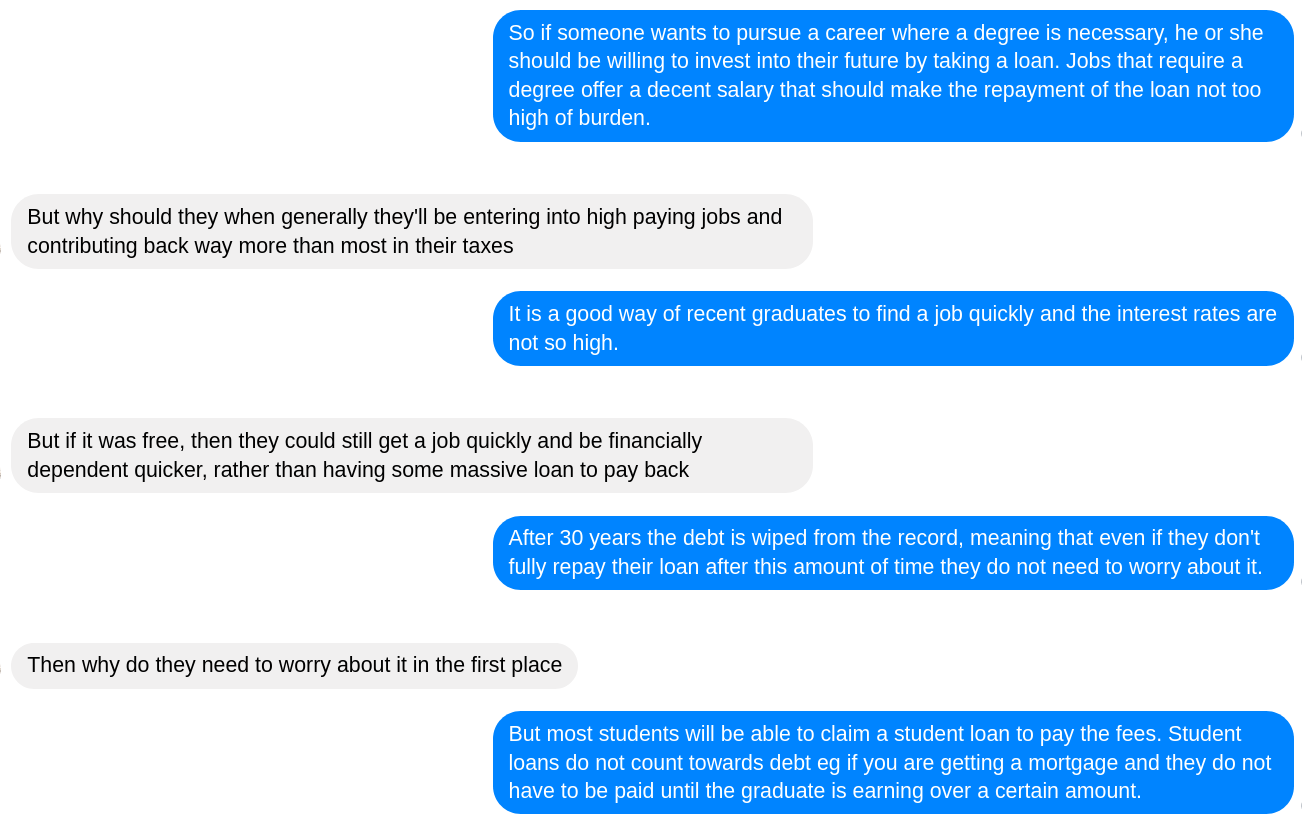 So if someone wants to pursue a career where a degree is necessary, he or she
should be willing to invest into their future by taking a loan. Jobs that require a
degree offer a decent salary that should make the repayment of the loan not too
high of burden.
But why should they when generally they'll be entering into high paying jobs and
contributing back way more than most in their taxes
It is a good way of recent graduates to find a job quickly and the interest rates are
not so high.
But if it was free, then they could still get a job quickly and be financially
dependent quicker, rather than having some massive loan to pay back
After 30 years the debt is wiped from the record, meaning that even if they don't
fully repay their loan after this amount of time they do not need to worry about it.
Then why do they need to worry about it in the first place
But most students will be able to claim a student loan to pay the fees. Student
loans do not count towards debt eg if you are getting a mortgage and they do not
have to be paid until the graduate is earning over a certain amount.